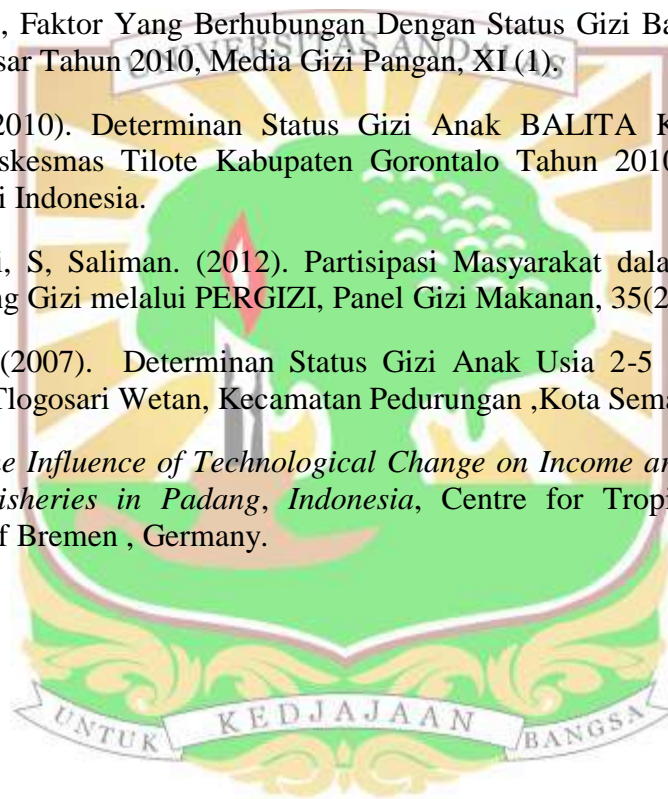 , Faktor Yang Berhubungan Dengan Status Gizi Ba
sar Tahun 2010, Media Gizi Pangan, XI (1).
UNIVERSITAS ANDALAS
2010). Determinan Status Gizi Anak BALITA K
skesmas Tilote Kabupaten Gorontalo Tahun 2010
i Indonesia.
i, S, Saliman. (2012). Partisipasi Masyarakat dala
ng Gizi melalui PERGIZI, Panel Gizi Makanan, 35(2
(2007). Determinan Status Gizi Anak Usia 2-5
Tlogosari Wetan, Kecamatan Pedurungan ,Kota Sema
e Influence of Technological Change on Income an
isheries in Padang, Indonesia, Centre for Tropi
f Bremen , Germany.
UNTUK KEDJAJAAN BANGSA